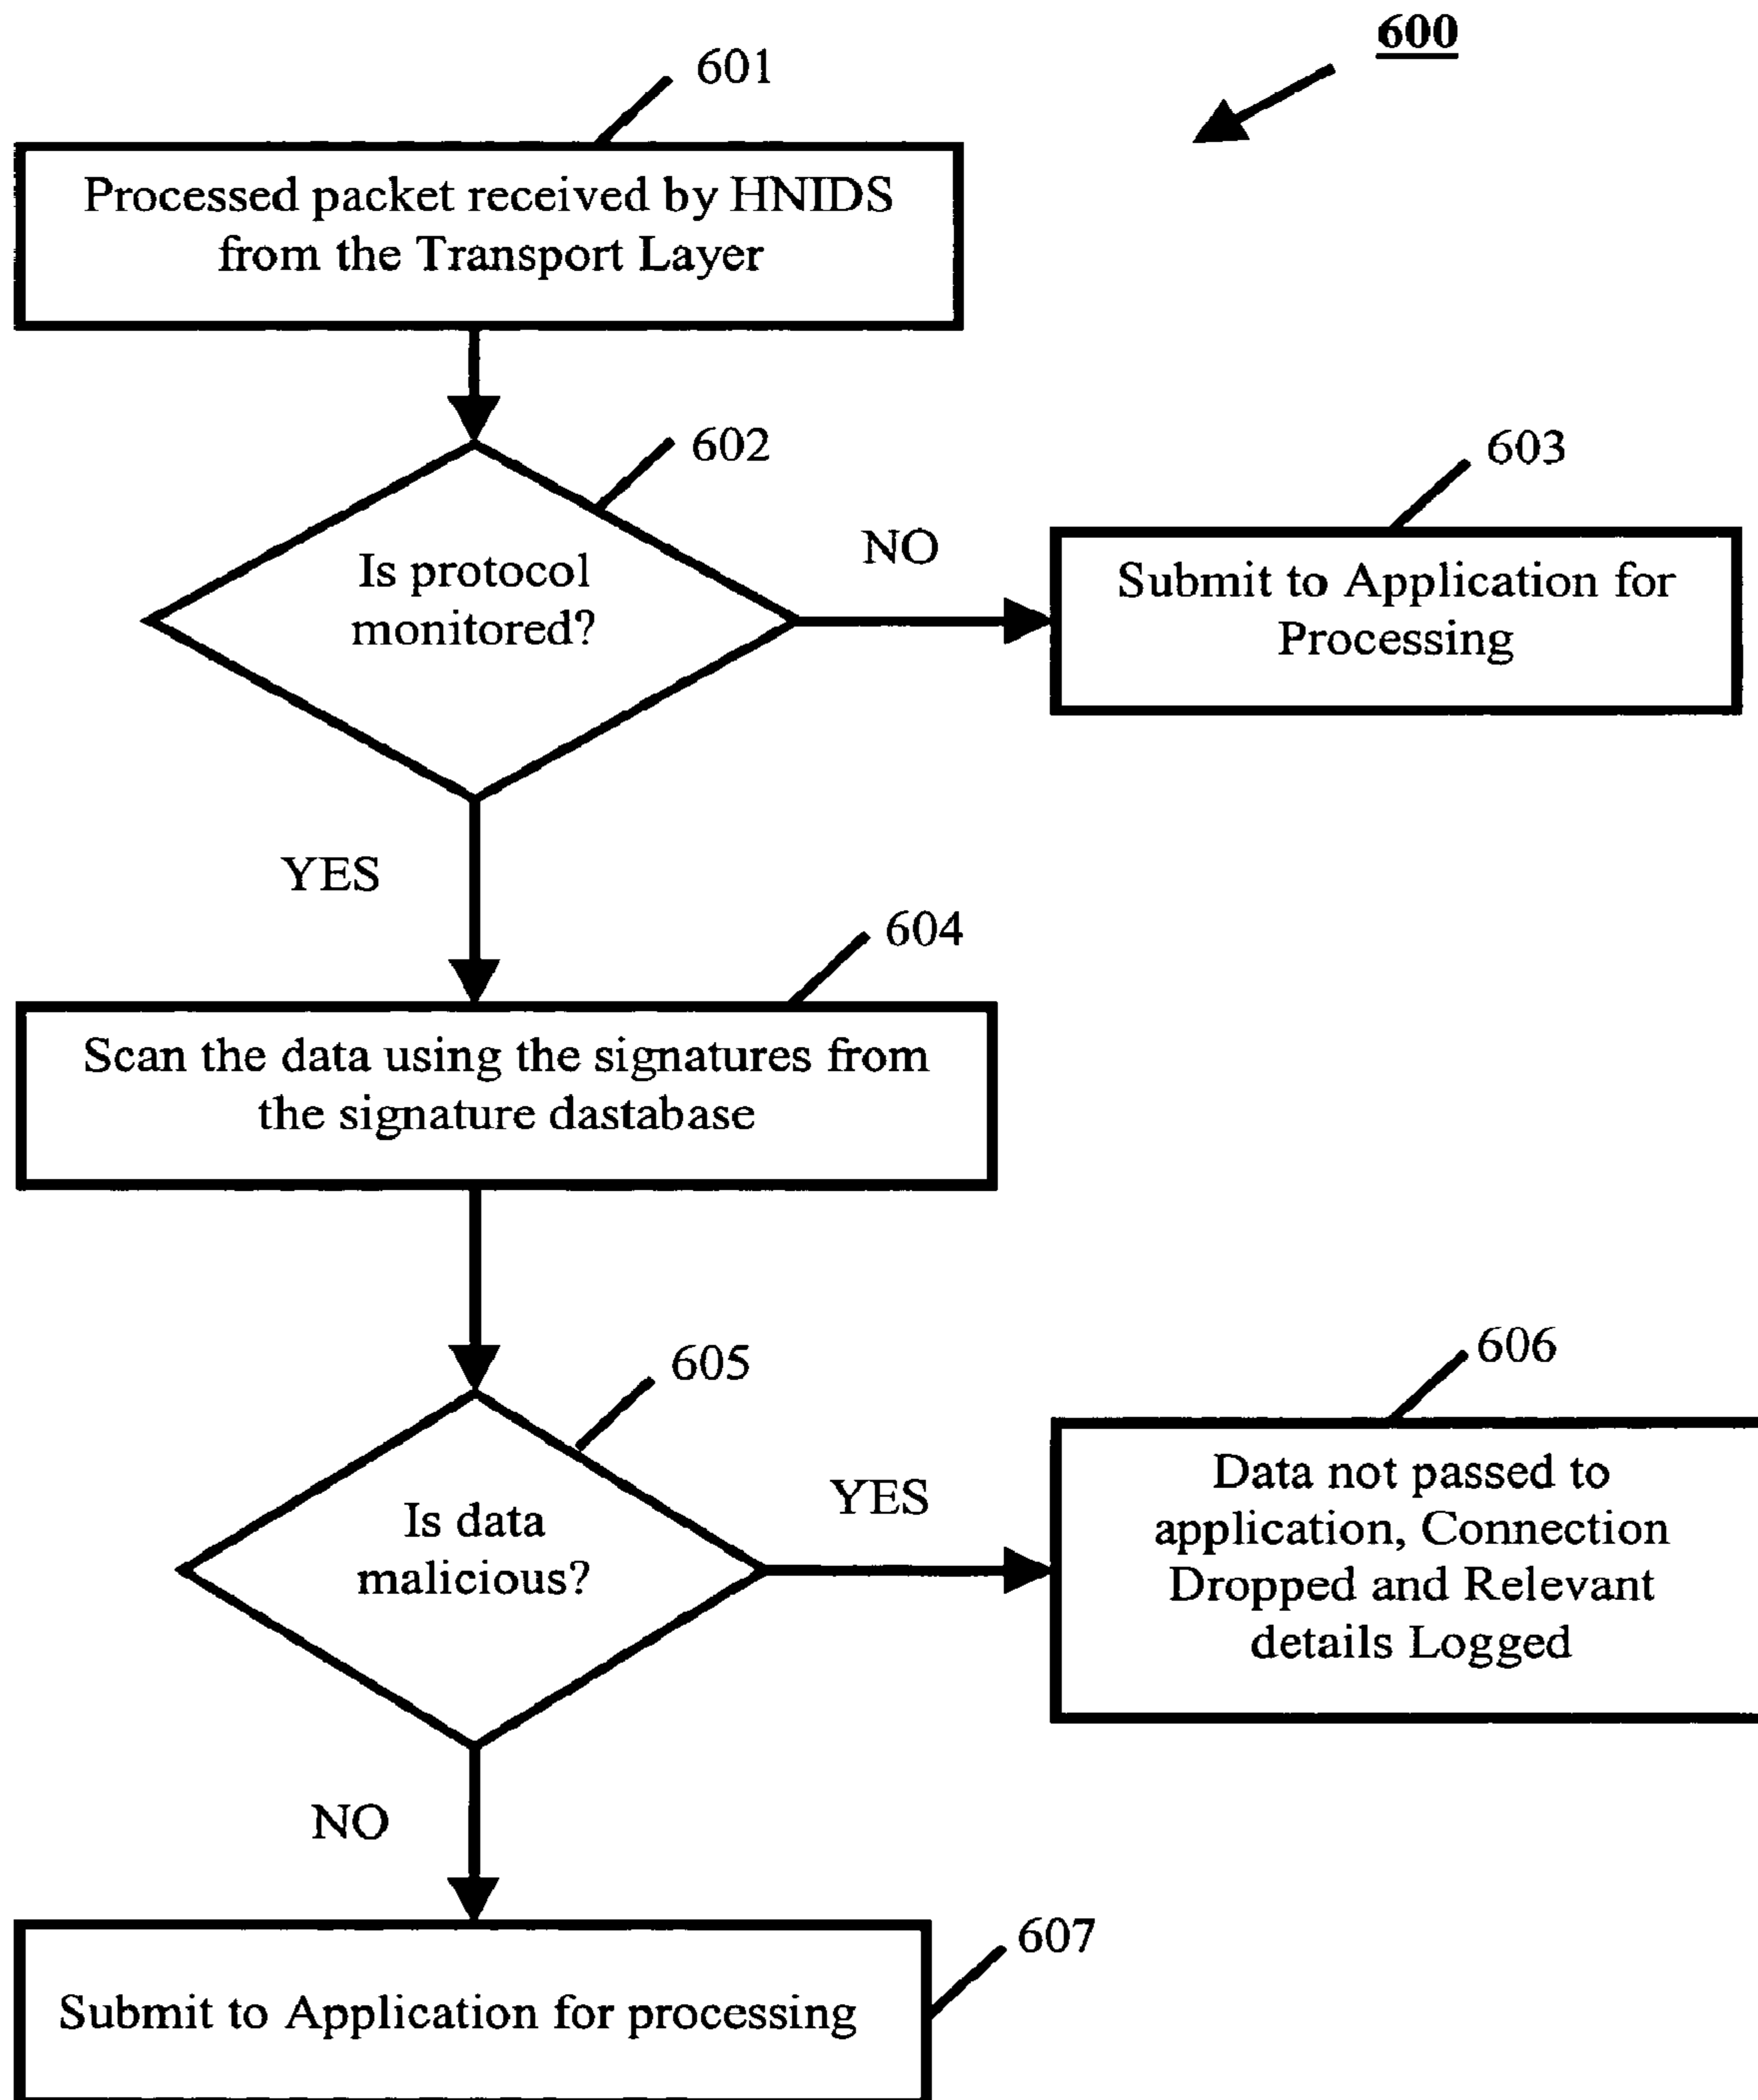 600
601
Processed packet received by HNIDS
from the Transport Layer
602
Is protocol
monitored?
NO
603
Submit to Application for
Processing
YES
604
Scan the data using the signatures from
the signature dastabase
605
Is data
malicious?
YES
606
Data not passed to
application, Connection
Dropped and Relevant
details Logged
NO
607
Submit to Application for processing